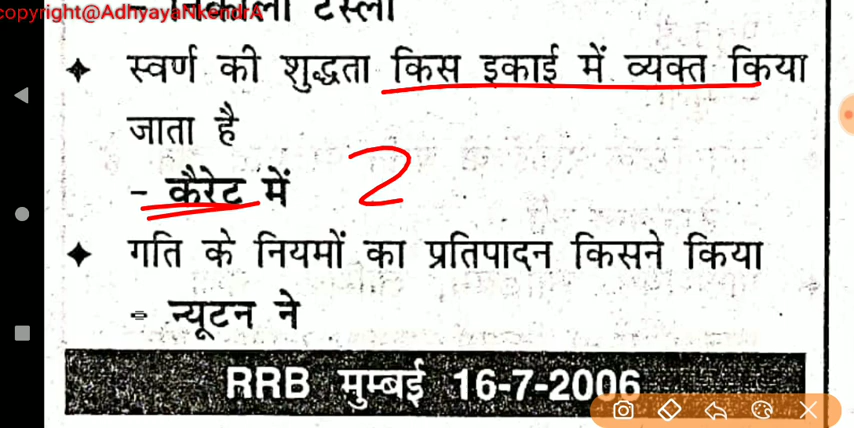 copyright@AdhyayaNkendrA
- निकोला टेस्ला
स्वर्ण की शुद्धता किस इकाई में व्यक्त किया
जाता है
- कैरेट में 2
गति के नियमों का प्रतिपादन किसने किया
- न्यूटन ने
RRB मुम्बई 16-7-2006